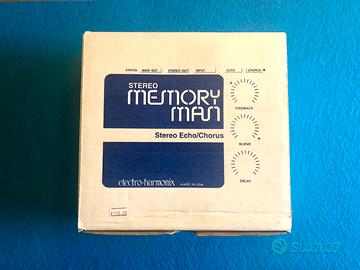 STATUS MAIN OUT STEREO OUT INPUT ECHO CHORUS
STEREO
MEMORY
MAN
FEEDBACK
Stereo Echo/Chorus
BLEND
DELAY
electro-harmonix
MADE IN USA
subito